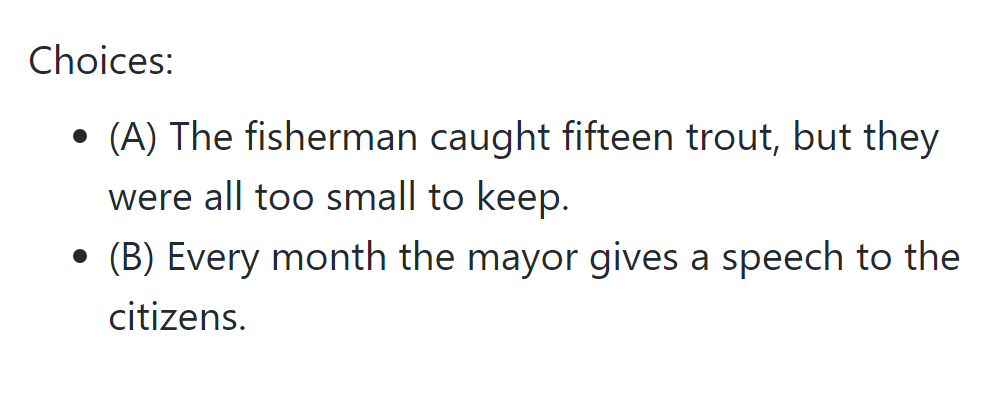 Choices:
• (A) The fisherman caught fifteen trout, but they
were all too small to keep.
• (B) Every month the mayor gives a speech to the
citizens.